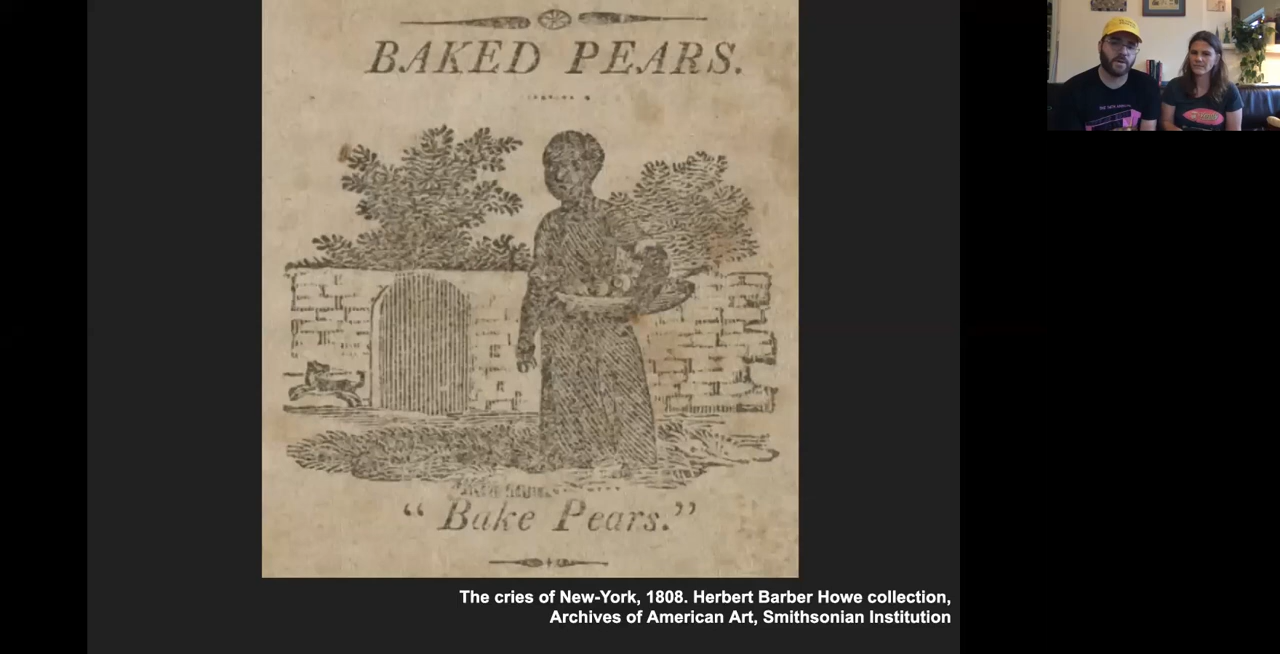 BAKED PEARS.
“ Bake Pears.”
The cries of New-York, 1808. Herbert Barber Howe collection,
Archives of American Art, Smithsonian Institution